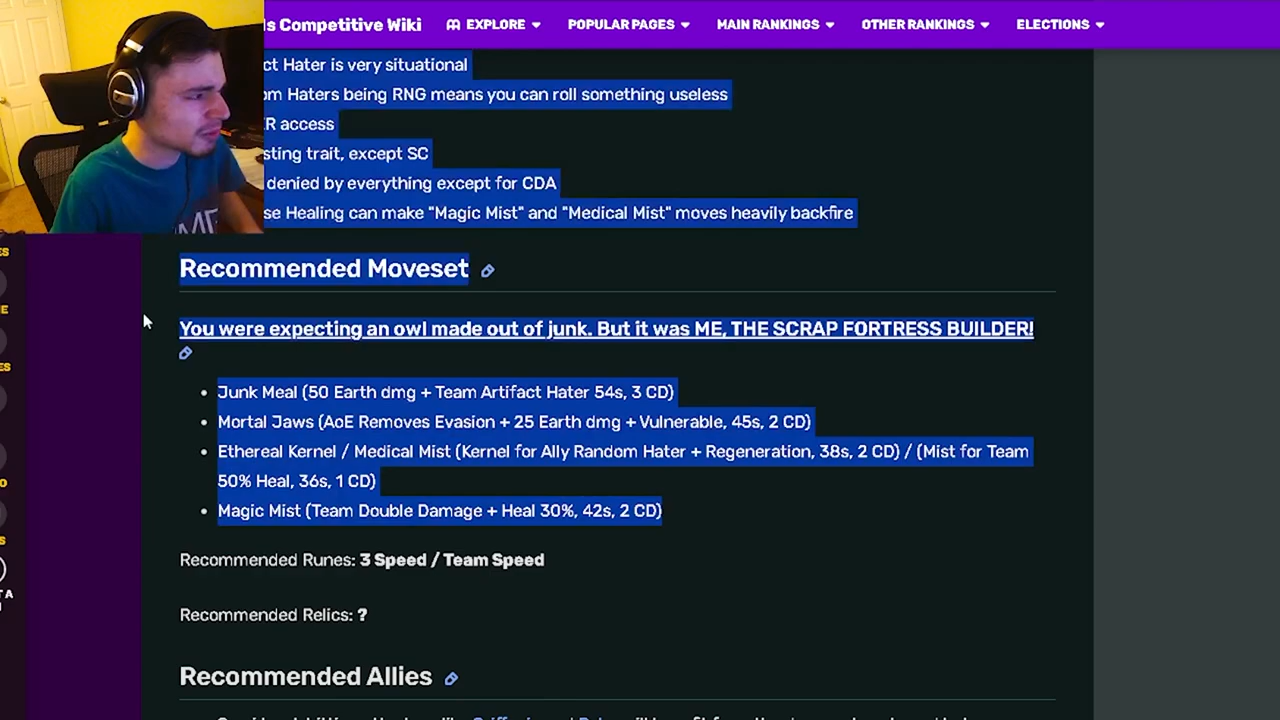 s Competitive Wiki EXPLORE POPULAR PAGES MAIN RANKINGS OTHER RANKINGS ELECTIONS
ct Hater is very situational
om Haters being RNG means you can roll something useless
R access
sting trait, except SC
denied by everything except for CDA
se Healing can make "Magic Mist" and "Medical Mist" moves heavily backfire
Recommended Moveset
You were expecting an owl made out of junk. But it was ME, THE SCRAP FORTRESS BUILDER!
Junk Meal (50 Earth dmg + Team Artifact Hater 54s, 3 CD)
Mortal Jaws (AoE Removes Evasion + 25 Earth dmg + Vulnerable, 45s, 2 CD)
Ethereal Kernel / Medical Mist (Kernel for Ally Random Hater + Regeneration, 38s, 2 CD) / (Mist for Team
50% Heal, 36s, 1 CD)
Magic Mist (Team Double Damage + Heal 30%, 42s, 2 CD)
Recommended Runes: 3 Speed / Team Speed
Recommended Relics: ?
Recommended Allies